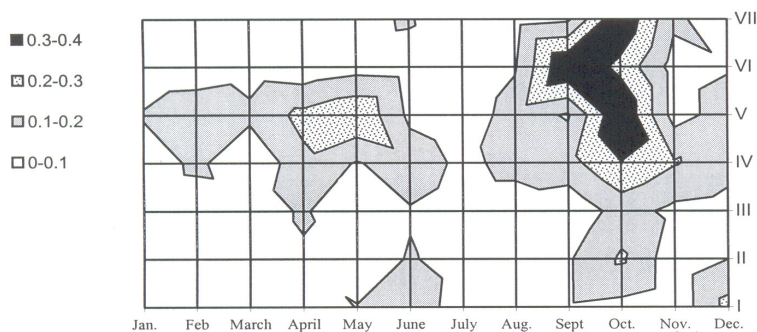 0.3-0.4
0.2-0.3
0.1-0.2
0-0.1
VII
VI
V
IV
III
II
I
Jan. Feb March April May June July Aug. Sept Oct. Nov. Dec.